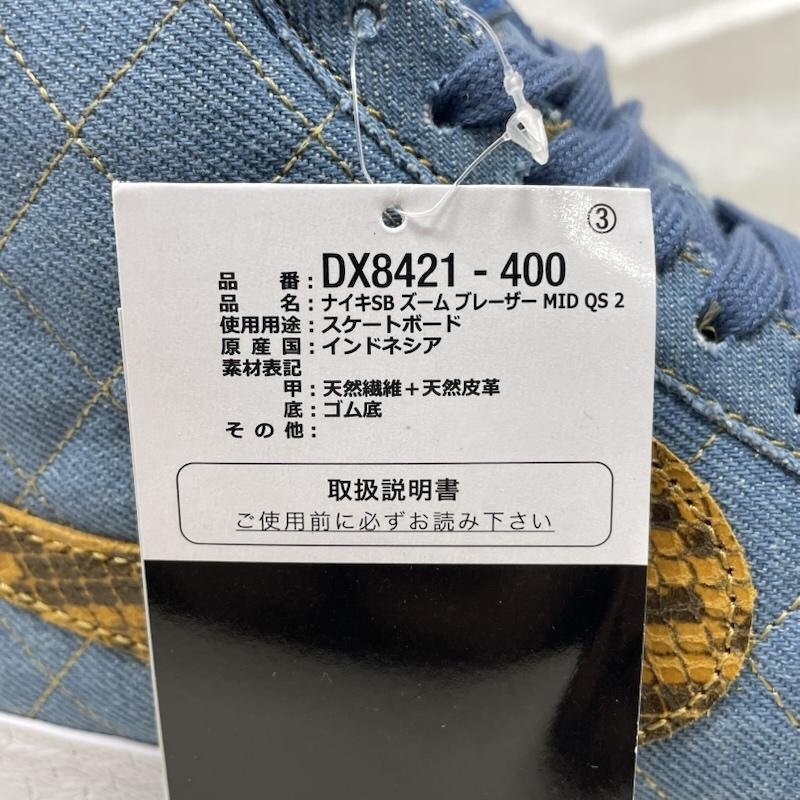 ③
品番:DX8421 - 400
品名:ナイキSB ズーム ブレーザー MID QS 2
使用用途:スケートボード
原産国:インドネシア
素材表記
甲:天然繊維＋天然皮革
底:ゴム底
その他:
取扱説明書
ご使用前に必ずお読み下さい